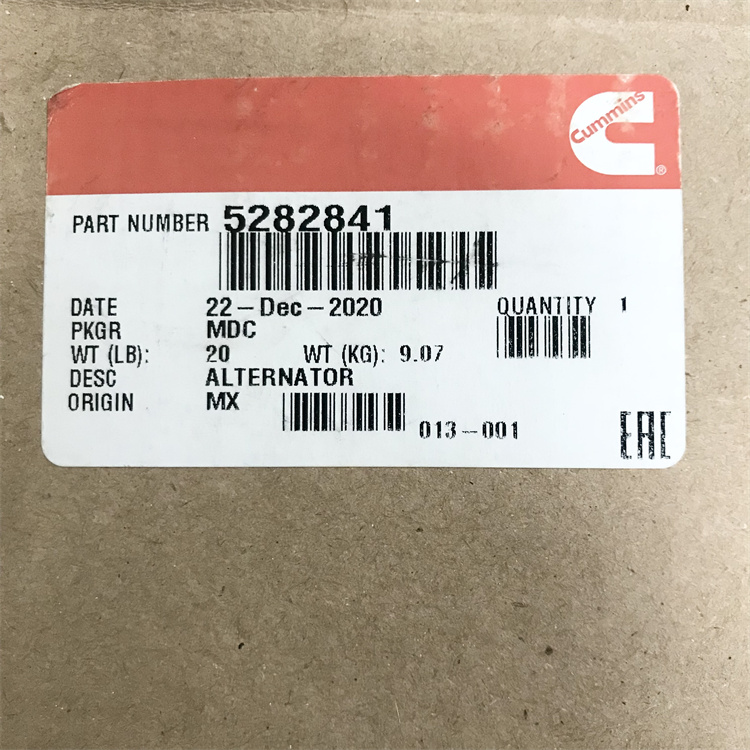 Cummins
®
PART NUMBER 5282841
DATE 22-Dec-2020 QUANTITY 1
PKGR MDC
WT (LB): 20 WT (KG): 9.07
DESC ALTERNATOR
ORIGIN MX
013-001
EAC